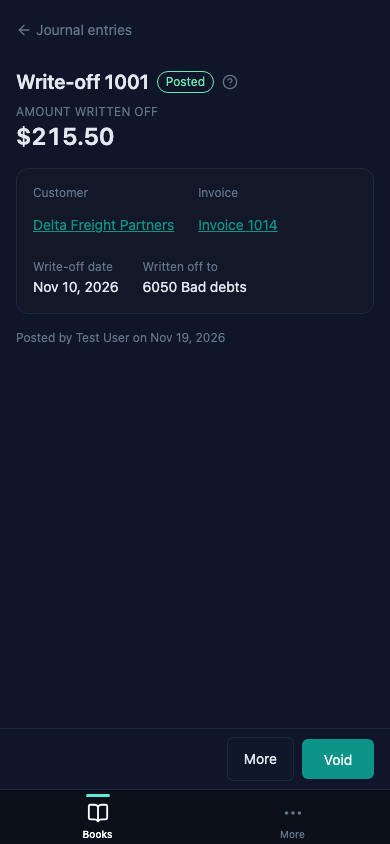 Journal entries
Write-off 1001 Posted
AMOUNT WRITTEN OFF
$215.50
Customer Invoice
Delta Freight Partners Invoice 1014
Write-off date Written off to
Nov 10, 2026 6050 Bad debts
Posted by Test User on Nov 19, 2026
More Void
Books More